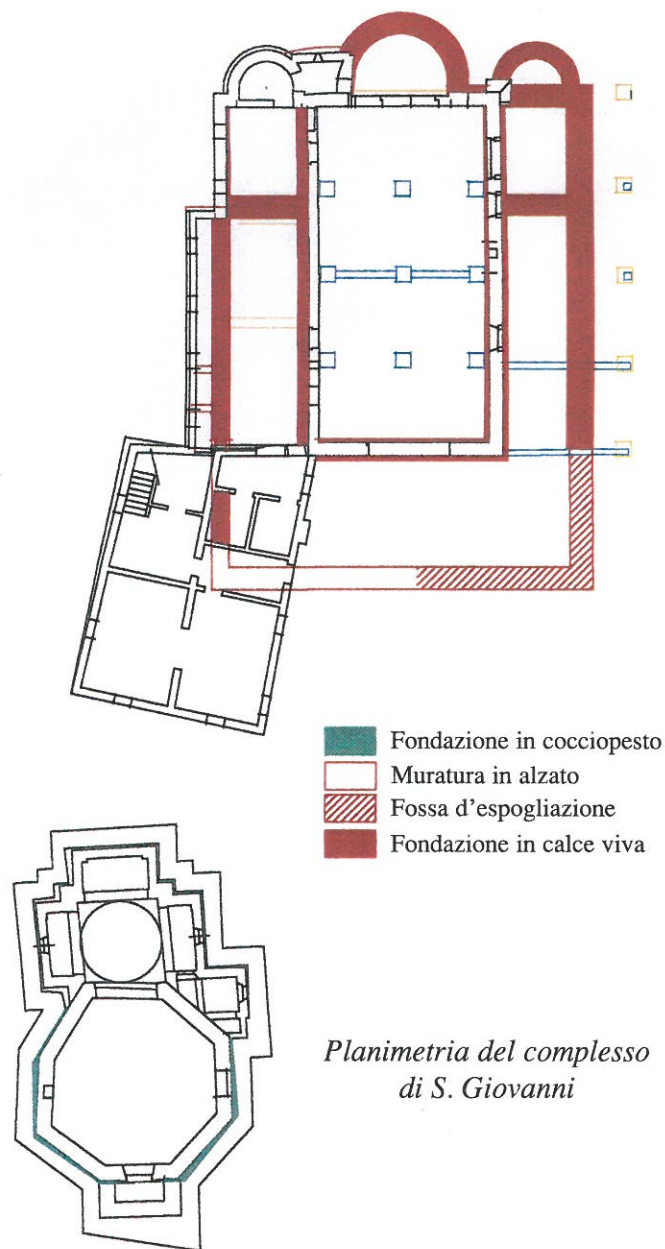 Fondazione in cocciopesto
Muratura in alzato
Fossa d'espogliazione
Fondazione in calce viva
Planimetria del complesso
di S. Giovanni